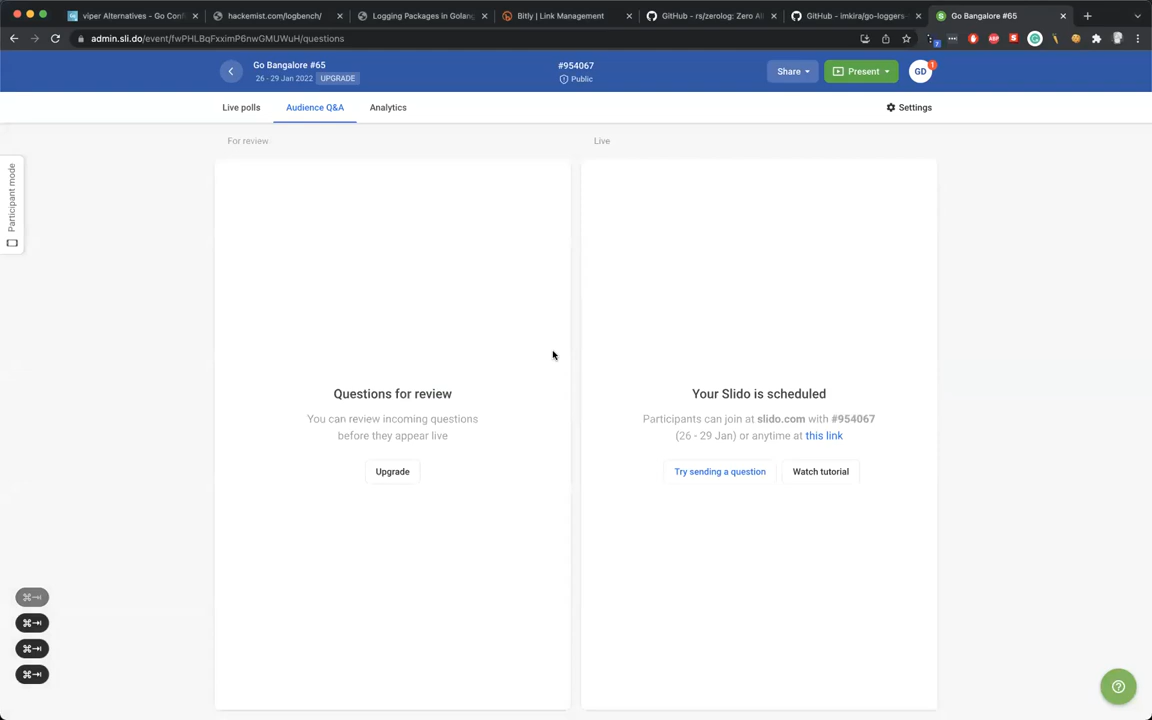 viper Alternatives - Go Confi
hackemist.com/logbench/
Logging Packages in Golang
Bitly | Link Management
GitHub - rs/zerolog: Zero All
GitHub - imkira/go-loggers-
Go Bangalore #65
admin.sli.do/event/fwPHLBqFxximP6nwGMUWuH/questions
Go Bangalore #65
26 - 29 Jan 2022 UPGRADE
#954067
Public
Share
Present
GD
1
Live polls
Audience Q&A
Analytics
Settings
Participant mode
For review
Live
Questions for review
You can review incoming questions
before they appear live
Upgrade
Your Slido is scheduled
Participants can join at slido.com with #954067
(26 - 29 Jan) or anytime at this link
Try sending a question
Watch tutorial
⌘⇥
⌘⇥
⌘⇥
⌘⇥